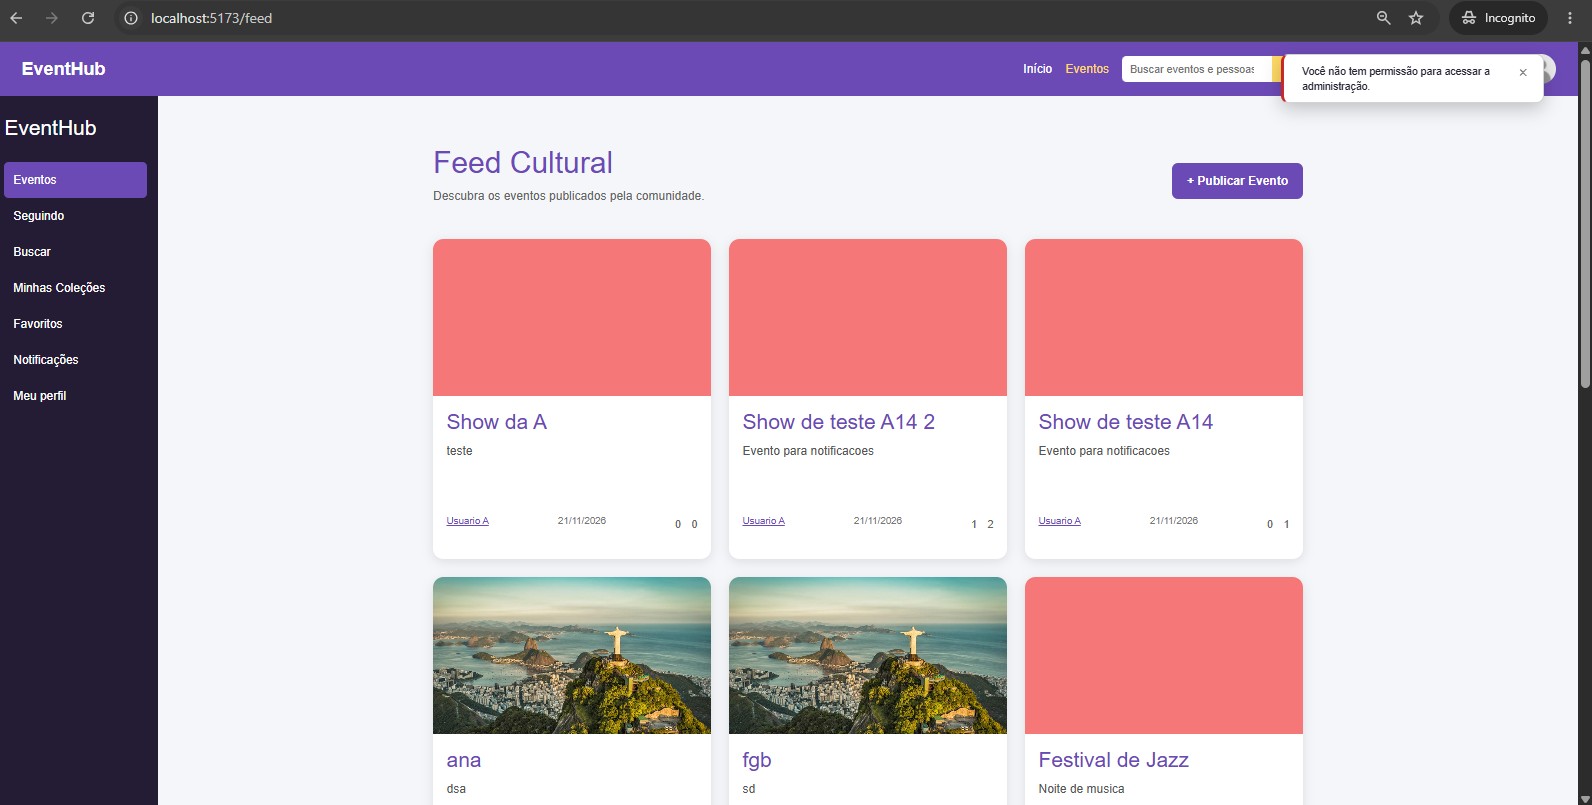 localhost:5173/feed
Incognito
EventHub
Início
Eventos
Buscar eventos e pessoas
Você não tem permissão para acessar a
administração.
EventHub
Eventos
Seguindo
Buscar
Minhas Coleções
Favoritos
Notificações
Meu perfil
Feed Cultural
Descubra os eventos publicados pela comunidade.
+ Publicar Evento
Show da A
teste
Usuario A
21/11/2026
0 0
Show de teste A14 2
Evento para notificacoes
Usuario A
21/11/2026
1 2
Show de teste A14
Evento para notificacoes
Usuario A
21/11/2026
0 1
ana
dsa
fgb
sd
Festival de Jazz
Noite de musica